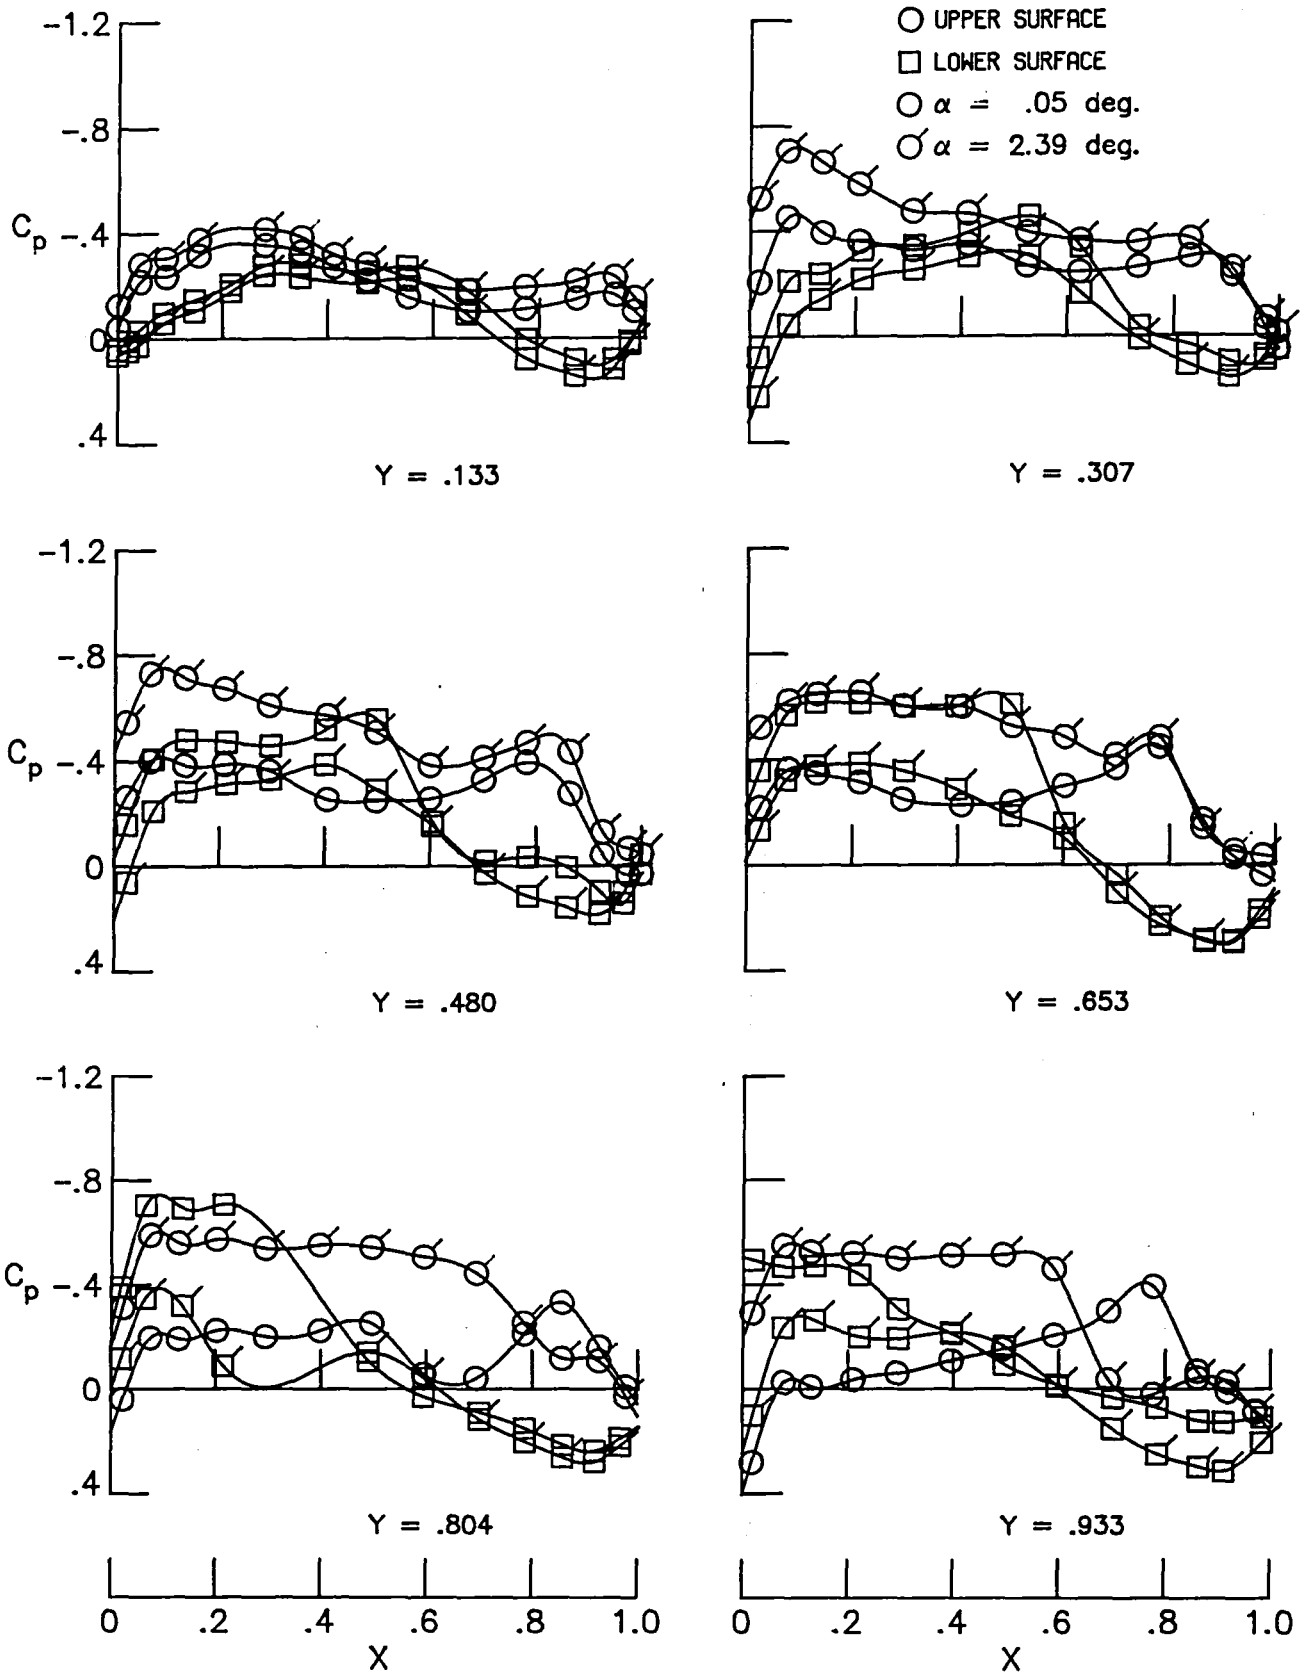 UPPER SURFACE
LOWER SURFACE
α = .05 deg.
α = 2.39 deg.
-1.2
-.8
Cp -.4
0
.4
Y = .133
Y = .307
-1.2
-.8
Cp -.4
0
.4
Y = .480
Y = .653
-1.2
-.8
Cp -.4
0
.4
Y = .804
Y = .933
0 .2 .4 .6 .8 1.0
X
0 .2 .4 .6 .8 1.0
X